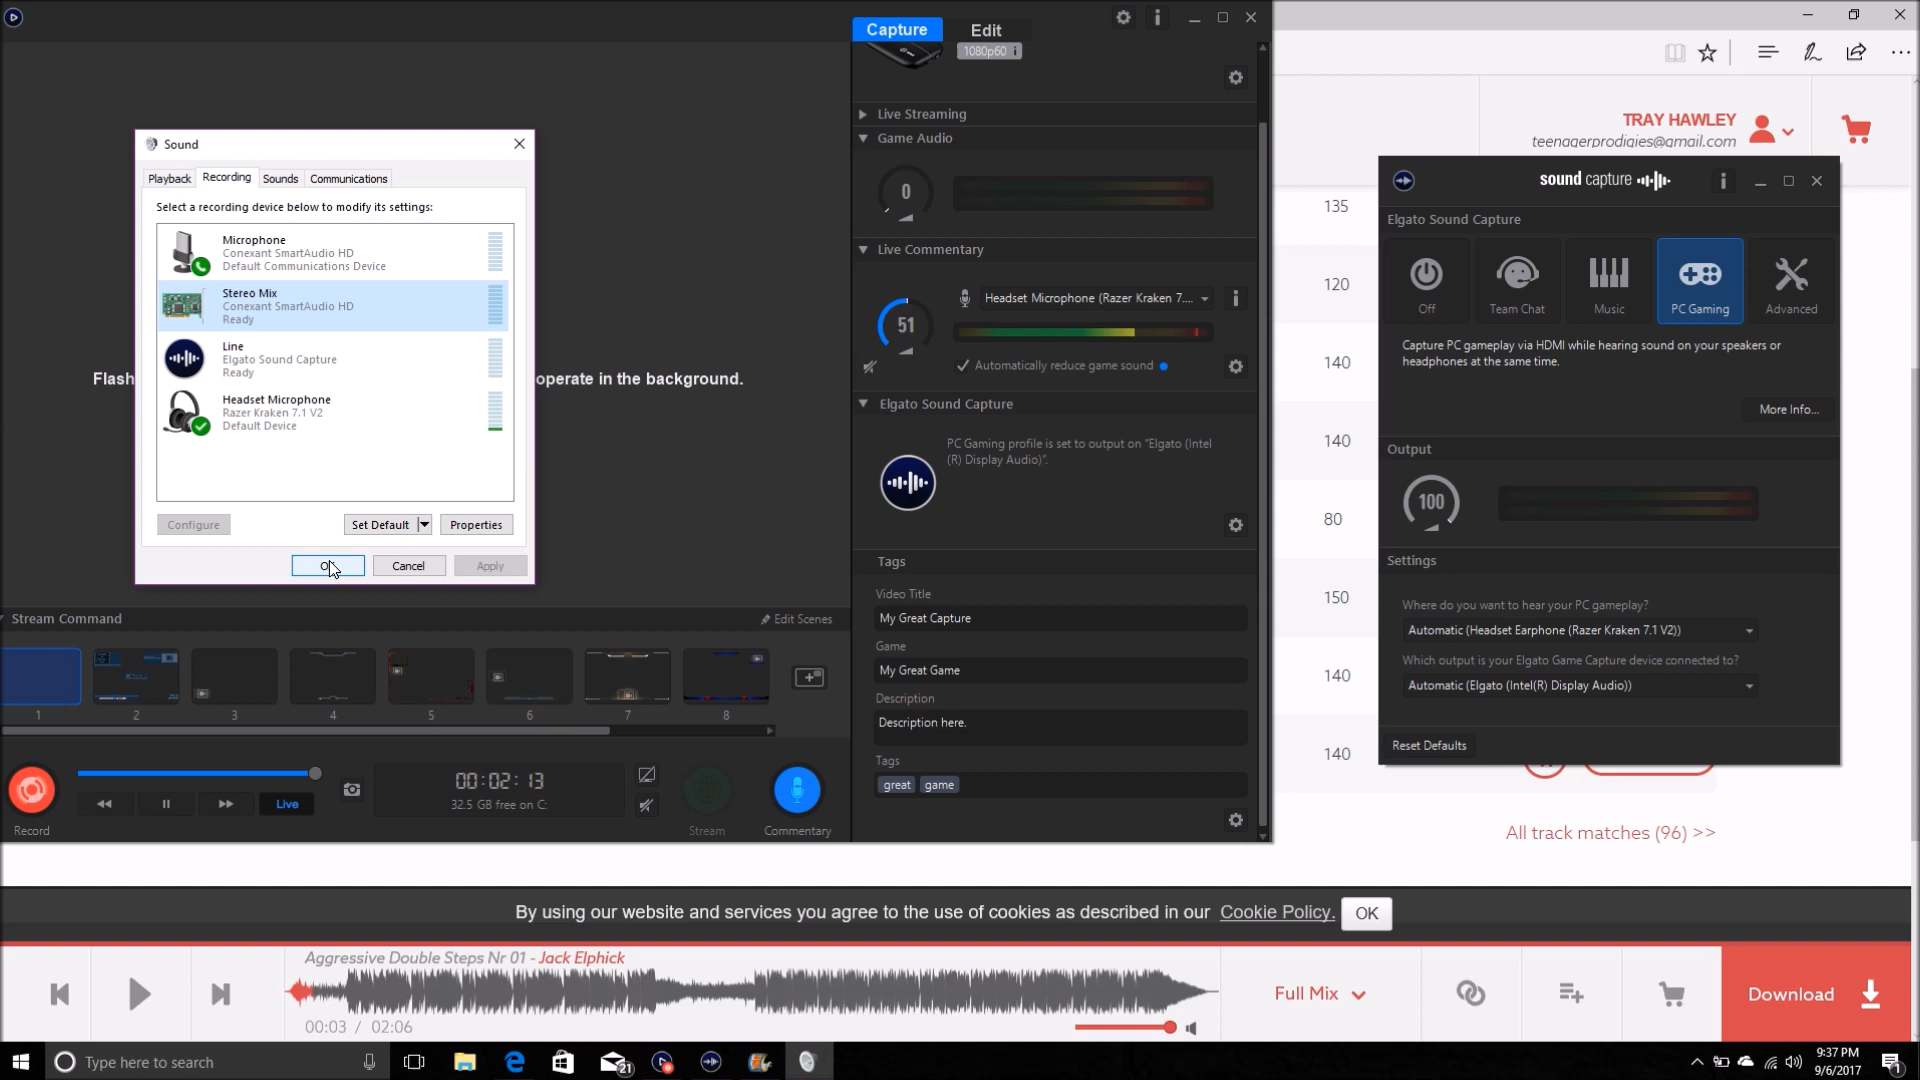 Capture
Edit
1080p60 i
Live Streaming
Game Audio
0
Live Commentary
Headset Microphone (Razer Kraken 7....
51
Automatically reduce game sound
Elgato Sound Capture
PC Gaming profile is set to output on "Elgato (Intel
(R) Display Audio)".
Tags
Video Title
My Great Capture
Game
My Great Game
Description
Description here.
Tags
great game
Sound
Playback Recording Sounds Communications
Select a recording device below to modify its settings:
Microphone
Conexant SmartAudio HD
Default Communications Device
Stereo Mix
Conexant SmartAudio HD
Ready
Line
Elgato Sound Capture
Ready
Headset Microphone
Razer Kraken 7.1 V2
Default Device
Configure Set Default Properties
Cancel Apply
Flash
operate in the background.
Stream Command
Edit Scenes
1 2 3 4 5 6 7 8
Live
00:02:13
32.5 GB free on C:
Record
Stream
Commentary
TRAY HAWLEY
teenagerprodigies@gmail.com
135
120
140
140
80
150
140
140
sound capture
Elgato Sound Capture
Off Team Chat Music PC Gaming Advanced
Capture PC gameplay via HDMI while hearing sound on your speakers or
headphones at the same time.
More Info...
Output
100
Settings
Where do you want to hear your PC gameplay?
Automatic (Headset Earphone (Razer Kraken 7.1 V2))
Which output is your Elgato Game Capture device connected to?
Automatic (Elgato (Intel(R) Display Audio))
Reset Defaults
All track matches (96) >>
By using our website and services you agree to the use of cookies as described in our Cookie Policy. OK
Aggressive Double Steps Nr 01 - Jack Elphick
00:03 / 02:06
Full Mix
Download
Type here to search
21
9:37 PM
9/6/2017
1